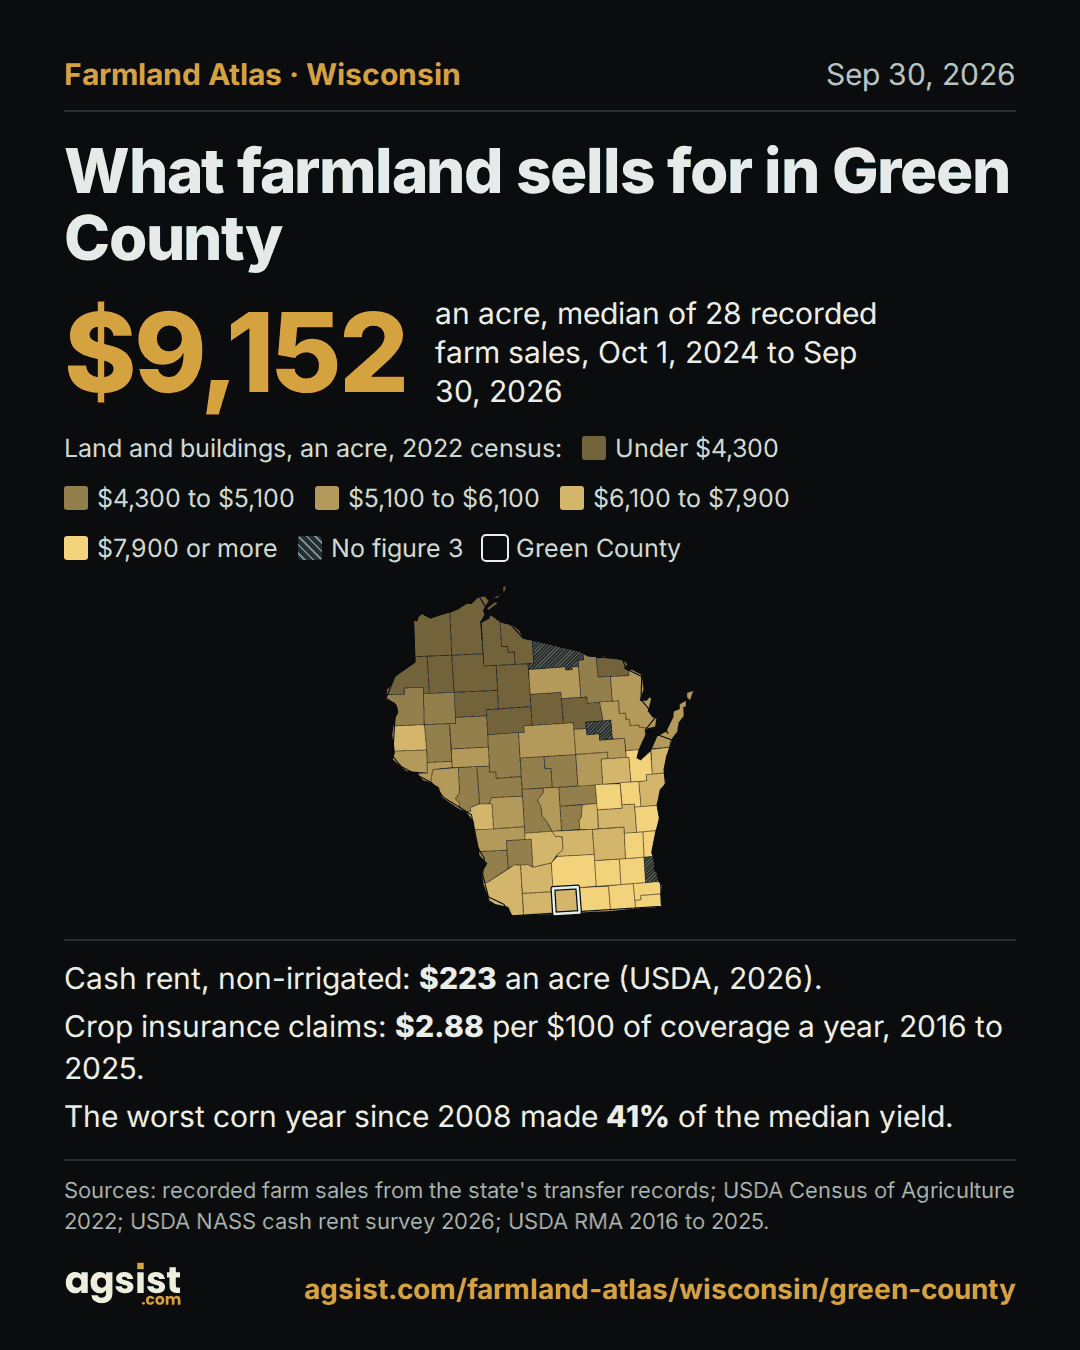 Farmland Atlas · Wisconsin
Sep 30, 2026
What farmland sells for in Green
County
$9,152
an acre, median of 28 recorded
farm sales, Oct 1, 2024 to Sep
30, 2026
Land and buildings, an acre, 2022 census: Under $4,300
$4,300 to $5,100 $5,100 to $6,100 $6,100 to $7,900
$7,900 or more No figure 3 Green County
Cash rent, non-irrigated: $223 an acre (USDA, 2026).
Crop insurance claims: $2.88 per $100 of coverage a year, 2016 to
2025.
The worst corn year since 2008 made 41% of the median yield.
Sources: recorded farm sales from the state's transfer records; USDA Census of Agriculture
2022; USDA NASS cash rent survey 2026; USDA RMA 2016 to 2025.
agsist
.com
agsist.com/farmland-atlas/wisconsin/green-county